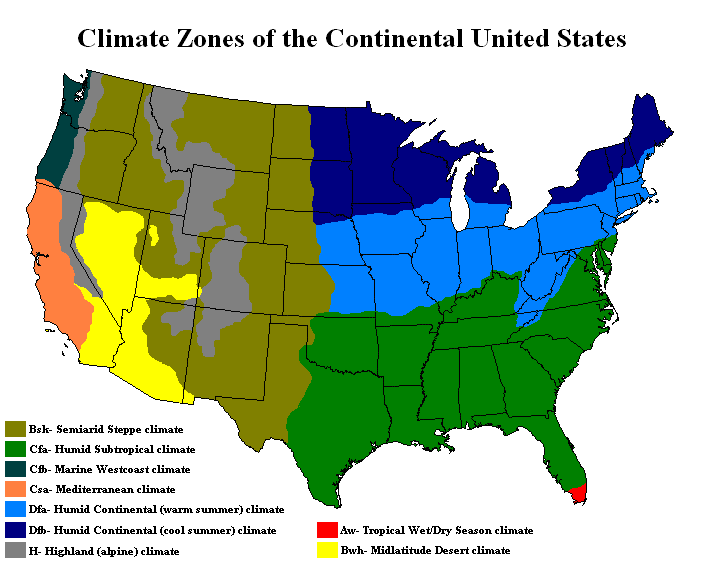 Climate Zones of the Continental United States
Bsk- Semiarid Steppe climate
Cfa- Humid Subtropical climate
Cfb- Marine Westcoast climate
Csa- Mediterranean climate
Dfa- Humid Continental (warm summer) climate
Dfb- Humid Continental (cool summer) climate
H- Highland (alpine) climate
Aw- Tropical Wet/Dry Season climate
Bwh- Midlatitude Desert climate